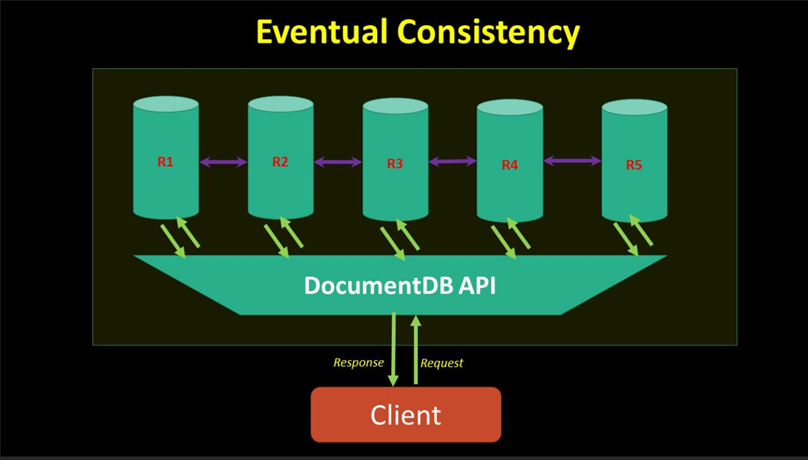 Eventual Consistency
R1
R2
R3
R4
R5
DocumentDB API
Response
Request
Client